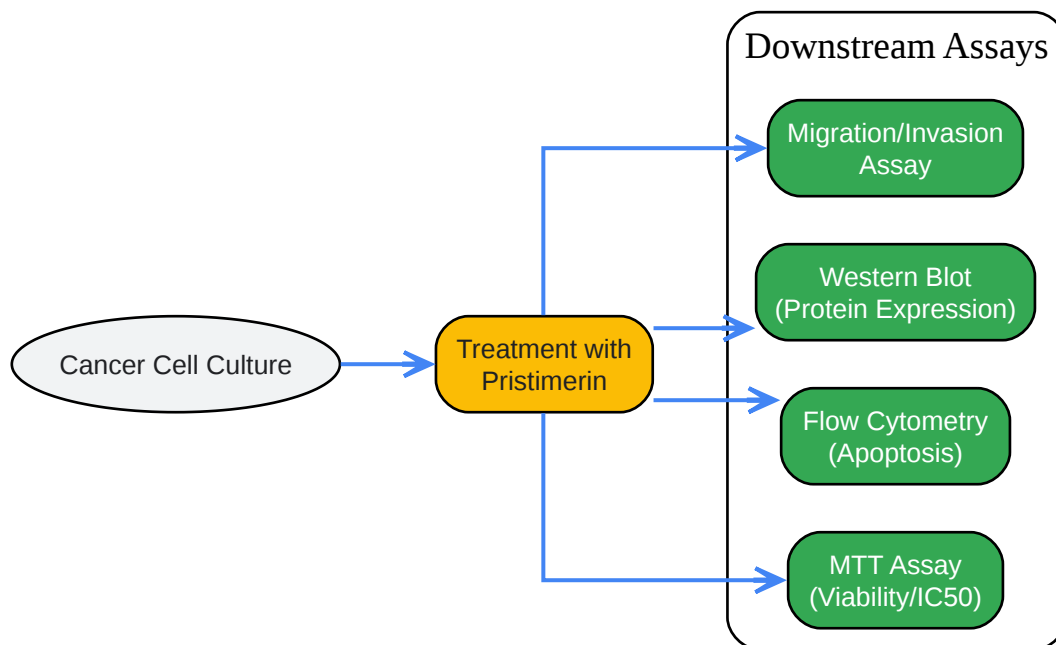 Downstream Assays
Migration/Invasion
Assay
Western Blot
(Protein Expression)
Cancer Cell Culture
Treatment with
Pristimerin
Flow Cytometry
(Apoptosis)
MTT Assay
(Viability/IC50)